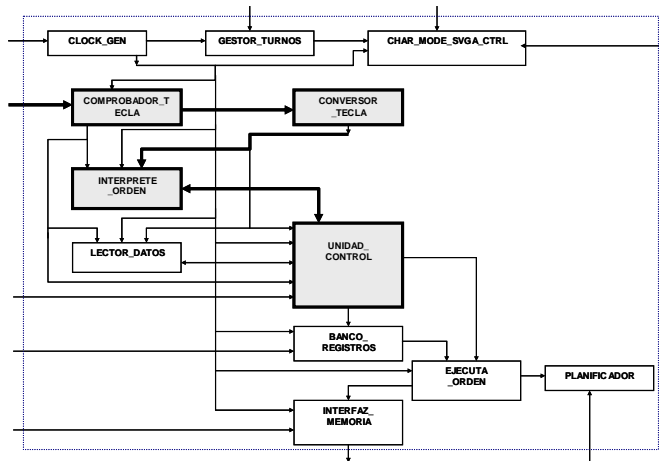 CLOCK_GEN
GESTOR_TURNOS
CHAR_MODE_SVGA_CTRL
COMPROBADOR_T
ECLA
CONVERSOR
_TECLA
INTERPRETE
_ORDEN
UNIDAD_
CONTROL
LECTOR_DATOS
BANCO_
REGISTROS
EJECUTA
_ORDEN
PLANIFICADOR
INTERFAZ_
MEMORIA